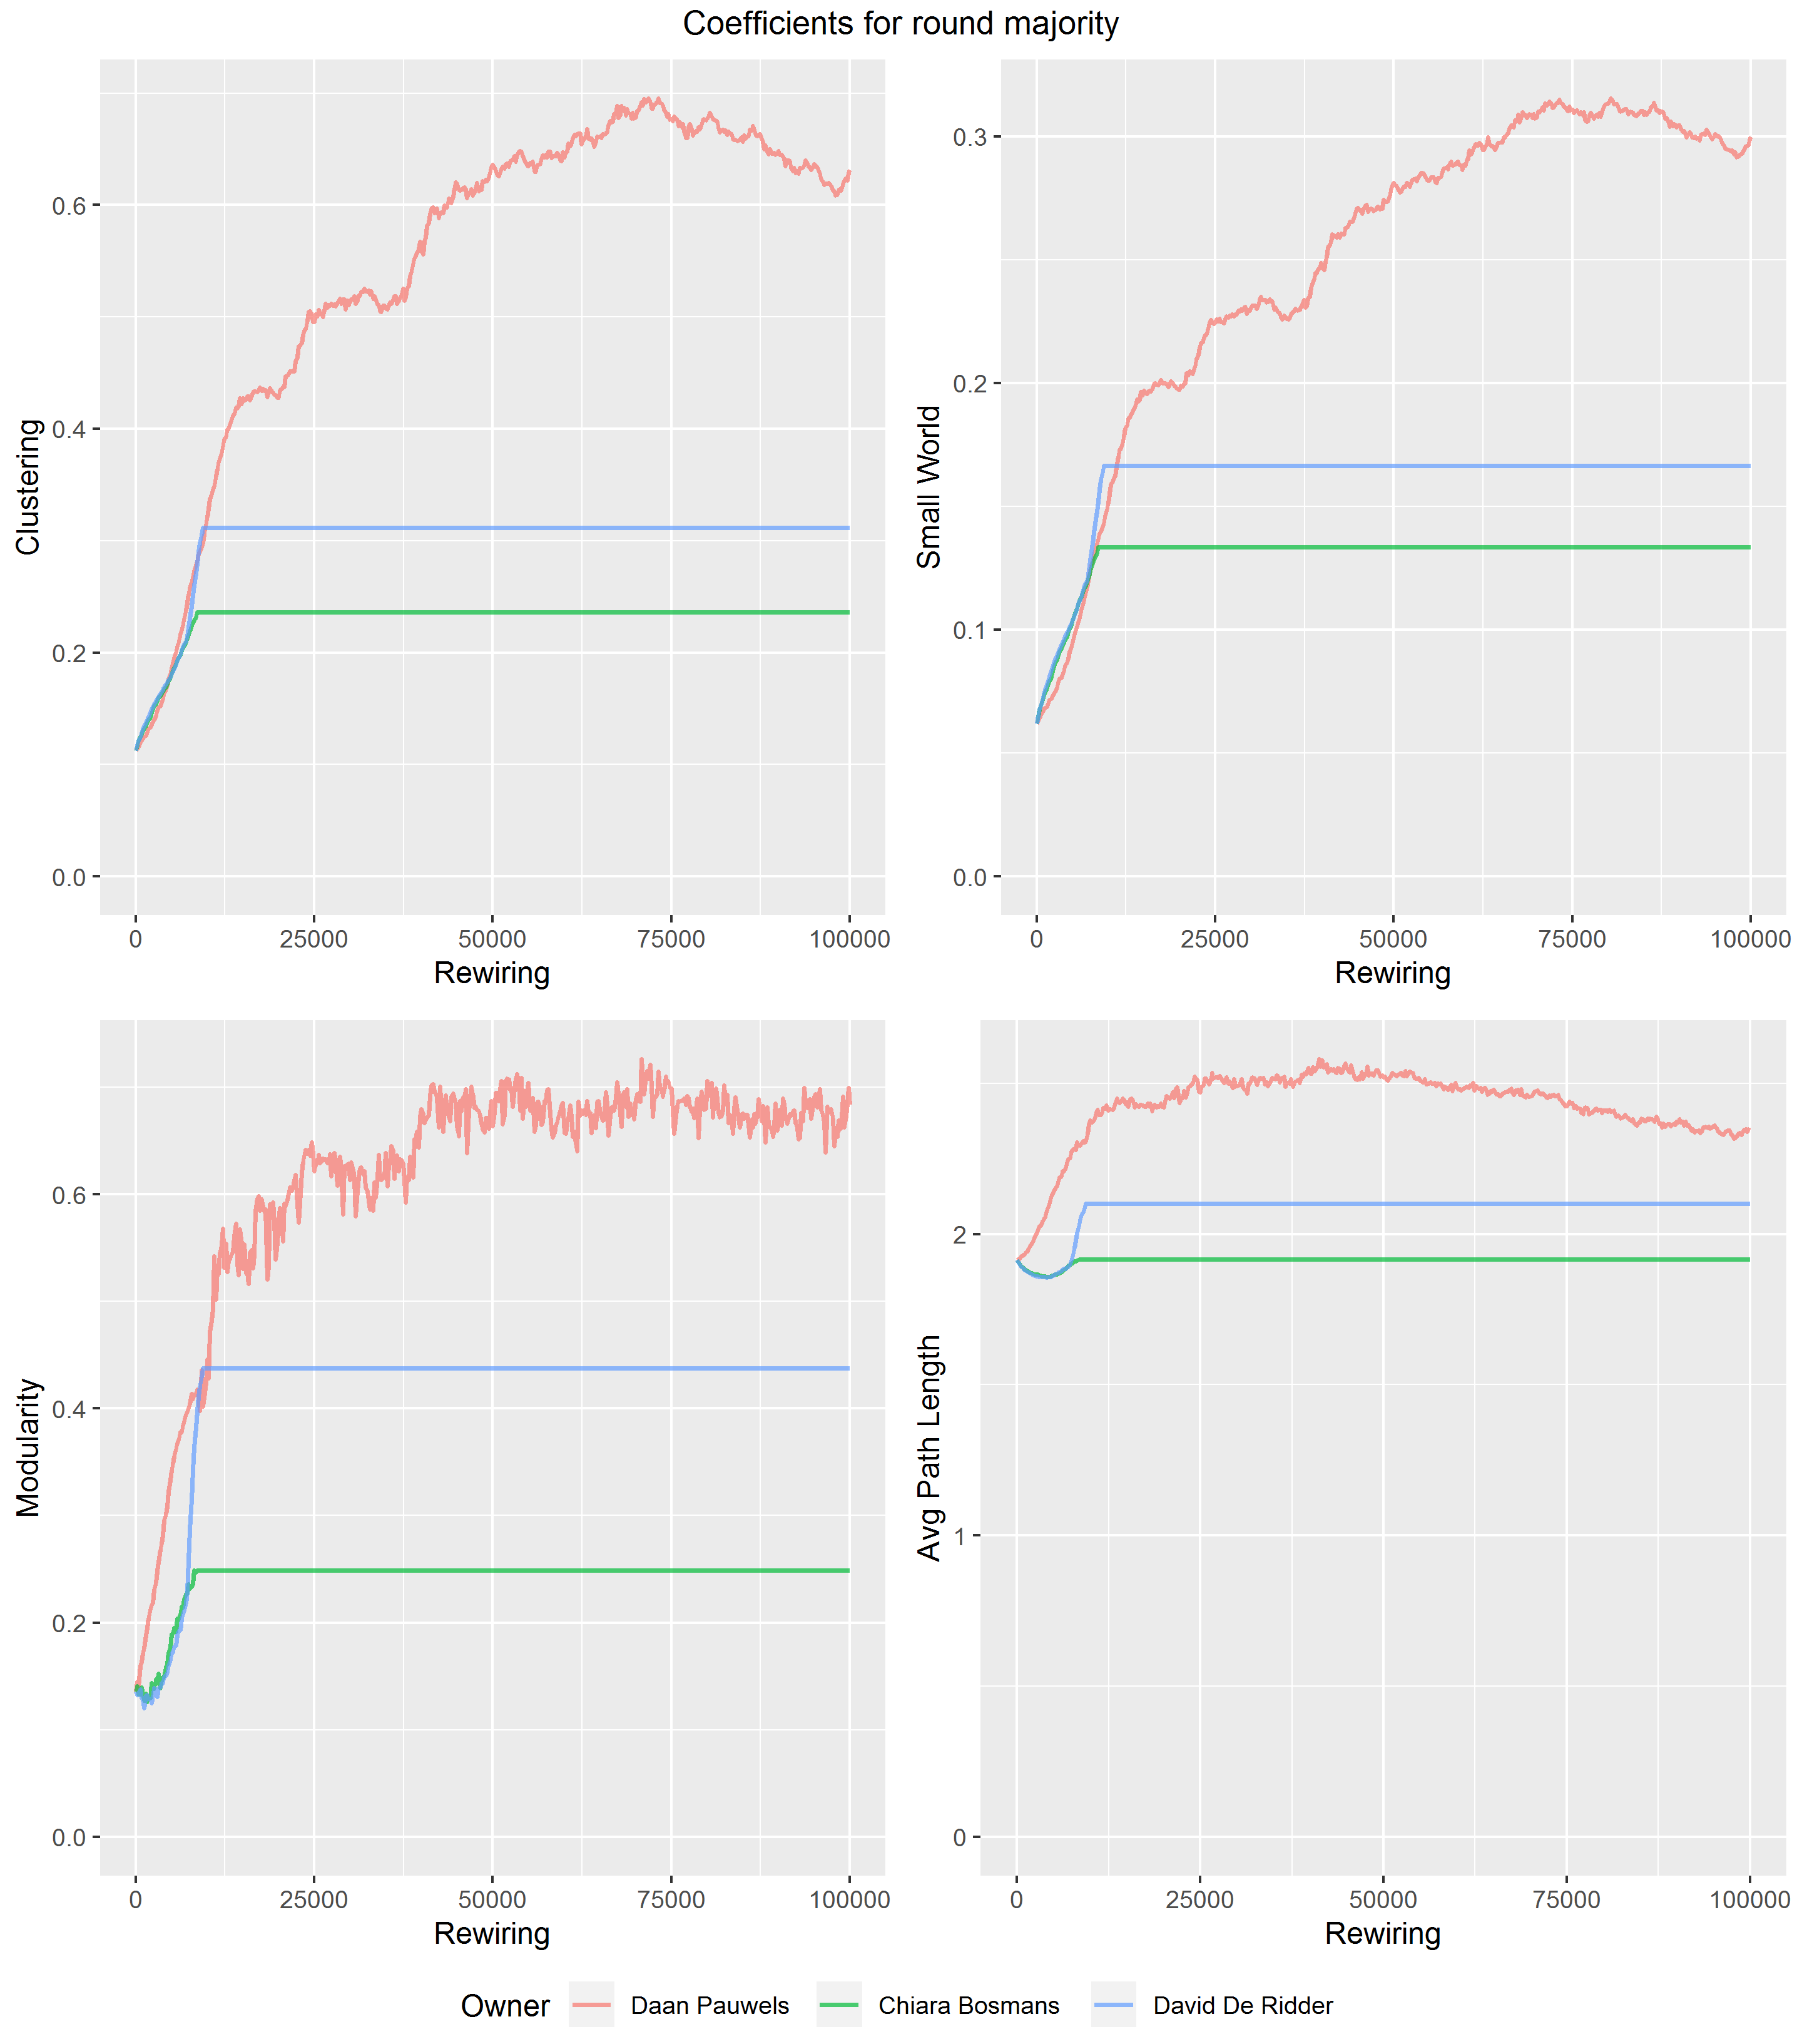 Coefficients for round majority
Clustering
0.6
0.4
0.2
0.0
0 25000 50000 75000 100000
Rewiring
Small World
0.3
0.2
0.1
0.0
0 25000 50000 75000 100000
Rewiring
Modularity
0.6
0.4
0.2
0.0
0 25000 50000 75000 100000
Rewiring
Avg Path Length
2
1
0
0 25000 50000 75000 100000
Rewiring
Owner Daan Pauwels Chiara Bosmans David De Ridder